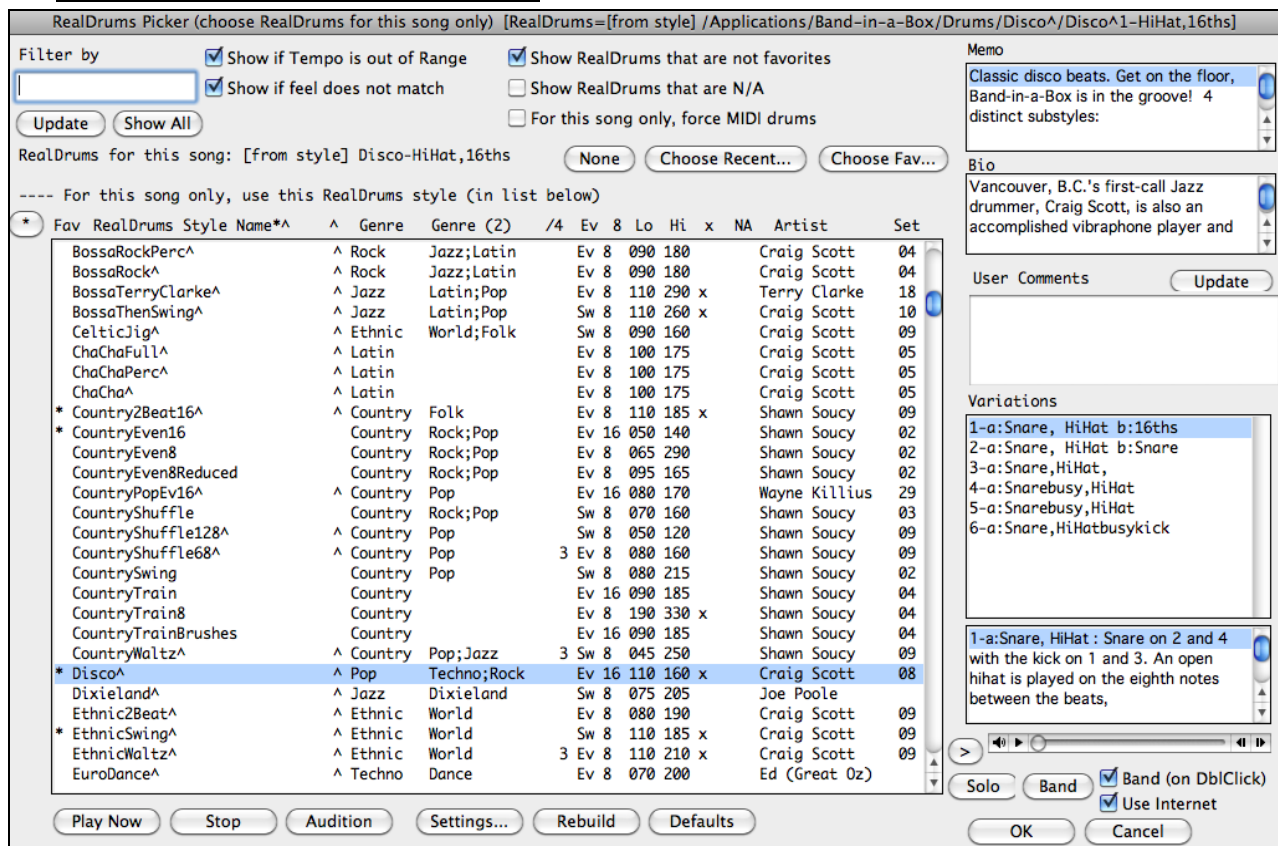 RealDrums Picker (choose RealDrums for this song only) [RealDrums=[from style] /Applications/Band-in-a-Box/Drums/Disco^/Disco^1-HiHat,16ths]
Filter by
Show if Tempo is out of Range
Show RealDrums that are not favorites
Show if feel does not match
Show RealDrums that are N/A
Update Show All
For this song only, force MIDI drums
RealDrums for this song: [from style] Disco-HiHat,16ths
None Choose Recent... Choose Fav...
---- For this song only, use this RealDrums style (in list below)
* Fav RealDrums Style Name*^ ^ Genre Genre (2) /4 Ev 8 Lo Hi x NA Artist Set
BossaRockPerc^ ^ Rock Jazz;Latin Ev 8 090 180 Craig Scott 04
BossaRock^ ^ Rock Jazz;Latin Ev 8 090 180 Craig Scott 04
BossaTerryClarke^ ^ Jazz Latin;Pop Ev 8 110 290 x Terry Clarke 18
BossaThenSwing^ ^ Jazz Latin;Pop Sw 8 110 260 x Craig Scott 10
CelticJig^ ^ Ethnic World;Folk Sw 8 090 160 Craig Scott 09
ChaChaFull^ ^ Latin Ev 8 100 175 Craig Scott 05
ChaChaPerc^ ^ Latin Ev 8 100 175 Craig Scott 05
ChaCha^ ^ Latin Ev 8 100 175 Craig Scott 05
* Country2Beat16^ ^ Country Folk Ev 8 110 185 x Shawn Soucy 09
* CountryEven16 Country Rock;Pop Ev 16 050 140 Shawn Soucy 02
CountryEven8 Country Rock;Pop Ev 8 065 290 Shawn Soucy 02
CountryEven8Reduced Country Rock;Pop Ev 8 095 165 Shawn Soucy 02
CountryPopEv16^ ^ Country Pop Ev 16 080 170 Wayne Killius 29
CountryShuffle Country Rock;Pop Sw 8 070 160 Shawn Soucy 03
CountryShuffle128^ ^ Country Pop Sw 8 050 120 Shawn Soucy 09
CountryShuffle68^ ^ Country Pop 3 Ev 8 080 160 Shawn Soucy 09
CountrySwing Country Pop Sw 8 080 215 Shawn Soucy 02
CountryTrain Country Ev 16 090 185 Shawn Soucy 04
CountryTrain8 Country Ev 8 190 330 x Shawn Soucy 04
CountryTrainBrushes Country Ev 16 090 185 Shawn Soucy 04
CountryWaltz^ ^ Country Pop;Jazz 3 Sw 8 045 250 Shawn Soucy 09
* Disco^ ^ Pop Techno;Rock Ev 16 110 160 x Craig Scott 08
Dixieland^ ^ Jazz Dixieland Sw 8 075 205 Joe Poole
Ethnic2Beat^ ^ Ethnic World Ev 8 080 190 Craig Scott 09
* EthnicSwing^ ^ Ethnic World Sw 8 110 185 x Craig Scott 09
EthnicWaltz^ ^ Ethnic World 3 Ev 8 110 210 x Craig Scott 09
EuroDance^ ^ Techno Dance Ev 8 070 200 Ed (Great Oz)
Play Now Stop Audition Settings... Rebuild Defaults
Memo
Classic disco beats. Get on the floor,
Band-in-a-Box is in the groove! 4
distinct substyles:
Bio
Vancouver, B.C.'s first-call Jazz
drummer, Craig Scott, is also an
accomplished vibraphone player and
User Comments Update
Variations
1-a:Snare, HiHat b:16ths
2-a:Snare, HiHat b:Snare
3-a:Snare,HiHat,
4-a:Snarebusy,HiHat
5-a:Snarebusy,HiHat
6-a:Snare,HiHatbusykick
1-a:Snare, HiHat : Snare on 2 and 4
with the kick on 1 and 3. An open
hihat is played on the eighth notes
between the beats,
>
Solo Band Band (on DblClick)
Use Internet
OK Cancel